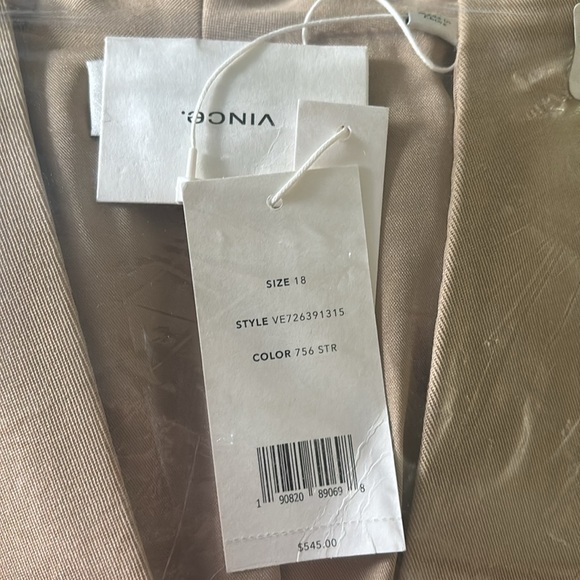 VINCE.
SIZE 18
STYLE VE726391315
COLOR 756 STR
1 90820 89069 8
$545.00